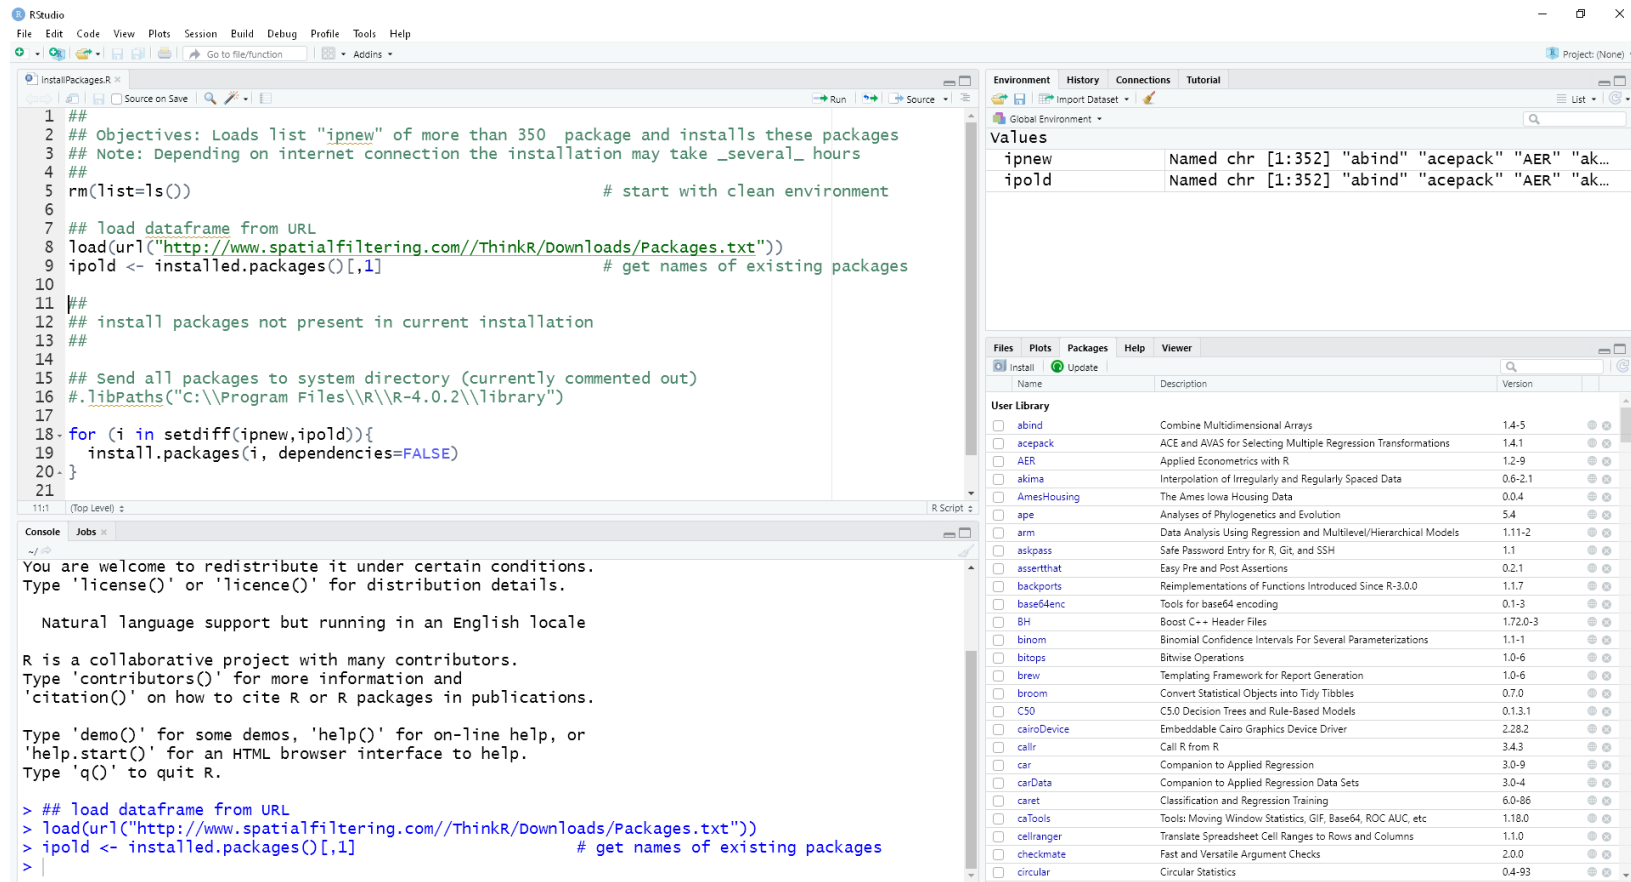 RStudio
File Edit Code View Plots Session Build Debug Profile Tools Help
Go to file/function Addins Project: (None)
installPackages.R
Source on Save Run Source
1 ##
2 ## Objectives: Loads list "ipnew" of more than 350  package and installs these packages
3 ## Note: Depending on internet connection the installation may take _several_ hours
4 ##
5 rm(list=ls()) # start with clean environment
6
7 ## load dataframe from URL
8 load(url("http://www.spatialfiltering.com//ThinkR/Downloads/Packages.txt"))
9 ipold <- installed.packages()[,1] # get names of existing packages
10
11 ##
12 ## install packages not present in current installation
13 ##
14
15 ## Send all packages to system directory (currently commented out)
16 #.libPaths("C:\\Program Files\\R\\R-4.0.2\\library")
17
18 for (i in setdiff(ipnew,ipold)){
19 install.packages(i, dependencies=FALSE)
20 }
21
11:1 (Top Level) R Script
Console Jobs
~/
You are welcome to redistribute it under certain conditions.
Type 'license()' or 'licence()' for distribution details.
Natural language support but running in an English locale
R is a collaborative project with many contributors.
Type 'contributors()' for more information and
'citation()' on how to cite R or R packages in publications.
Type 'demo()' for some demos, 'help()' for on-line help, or
'help.start()' for an HTML browser interface to help.
Type 'q()' to quit R.
> ## load dataframe from URL
> load(url("http://www.spatialfiltering.com//ThinkR/Downloads/Packages.txt"))
> ipold <- installed.packages()[,1] # get names of existing packages
>
Environment History Connections Tutorial
Import Dataset List
Global Environment
Values
ipnew Named chr [1:352] "abind" "acepack" "AER" "ak…
ipold Named chr [1:352] "abind" "acepack" "AER" "ak…
Files Plots Packages Help Viewer
Install Update
Name Description Version
User Library
abind Combine Multidimensional Arrays 1.4-5
acepack ACE and AVAS for Selecting Multiple Regression Transformations 1.4.1
AER Applied Econometrics with R 1.2-9
akima Interpolation of Irregularly and Regularly Spaced Data 0.6-2.1
AmesHousing The Ames Iowa Housing Data 0.0.4
ape Analyses of Phylogenetics and Evolution 5.4
arm Data Analysis Using Regression and Multilevel/Hierarchical Models 1.11-2
askpass Safe Password Entry for R, Git, and SSH 1.1
assertthat Easy Pre and Post Assertions 0.2.1
backports Reimplementations of Functions Introduced Since R-3.0.0 1.1.7
base64enc Tools for base64 encoding 0.1-3
BH Boost C++ Header Files 1.72.0-3
binom Binomial Confidence Intervals For Several Parameterizations 1.1-1
bitops Bitwise Operations 1.0-6
brew Templating Framework for Report Generation 1.0-6
broom Convert Statistical Objects into Tidy Tibbles 0.7.0
C50 C5.0 Decision Trees and Rule-Based Models 0.1.3.1
cairoDevice Embeddable Cairo Graphics Device Driver 2.28.2
callr Call R from R 3.4.3
car Companion to Applied Regression 3.0-9
carData Companion to Applied Regression Data Sets 3.0-4
caret Classification and Regression Training 6.0-86
caTools Tools: Moving Window Statistics, GIF, Base64, ROC AUC, etc 1.18.0
cellranger Translate Spreadsheet Cell Ranges to Rows and Columns 1.1.0
checkmate Fast and Versatile Argument Checks 2.0.0
circular Circular Statistics 0.4-93